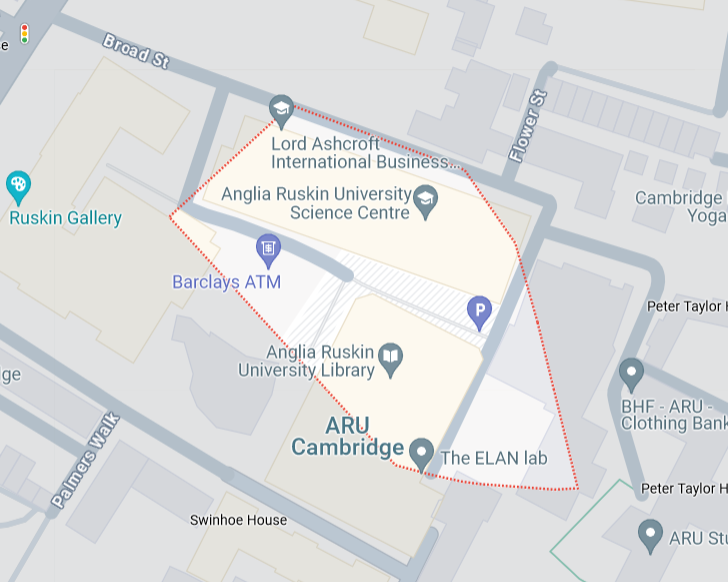 e
Broad St
Flower St
Lord Ashcroft
International Business...
Anglia Ruskin University
Science Centre
Cambridge
Yoga
Ruskin Gallery
Barclays ATM
P
Peter Taylor H
Anglia Ruskin
University Library
ge
BHF - ARU -
Clothing Bank
ARU
Cambridge
The ELAN lab
Palmers Walk
Peter Taylor H
Swinhoe House
ARU Stu